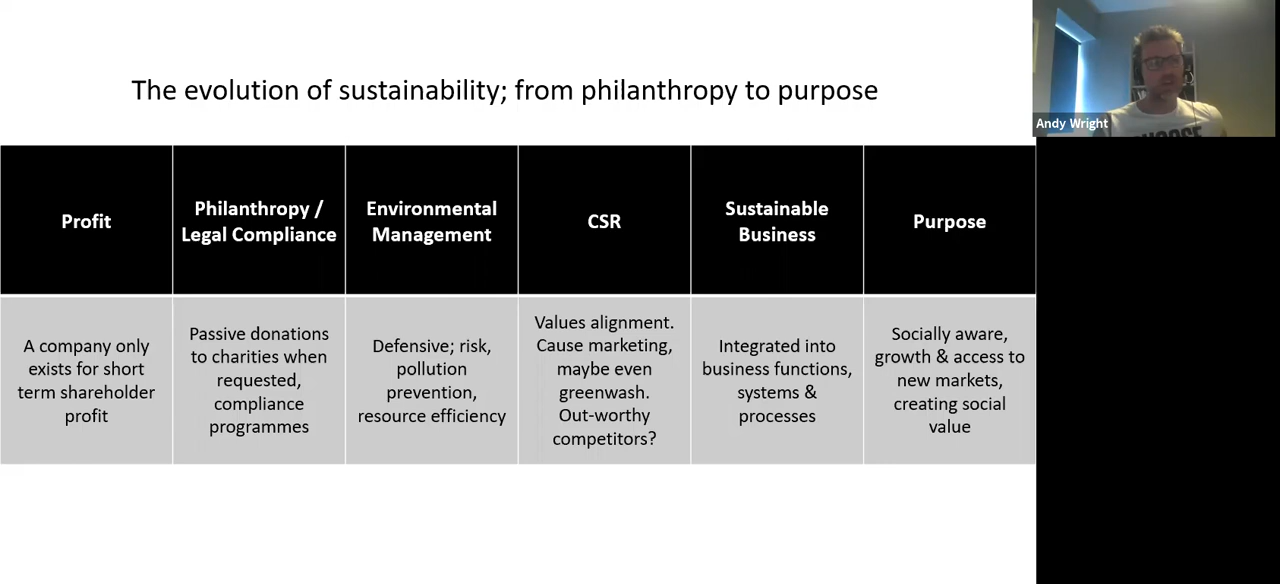 The evolution of sustainability; from philanthropy to purpose
Andy Wright
Profit
Philanthropy /
Legal Compliance
Environmental
Management
CSR
Sustainable
Business
Purpose
A company only
exists for short
term shareholder
profit
Passive donations
to charities when
requested,
compliance
programmes
Defensive; risk,
pollution
prevention,
resource efficiency
Values alignment.
Cause marketing,
maybe even
greenwash.
Out-worthy
competitors?
Integrated into
business functions,
systems &
processes
Socially aware,
growth & access to
new markets,
creating social
value